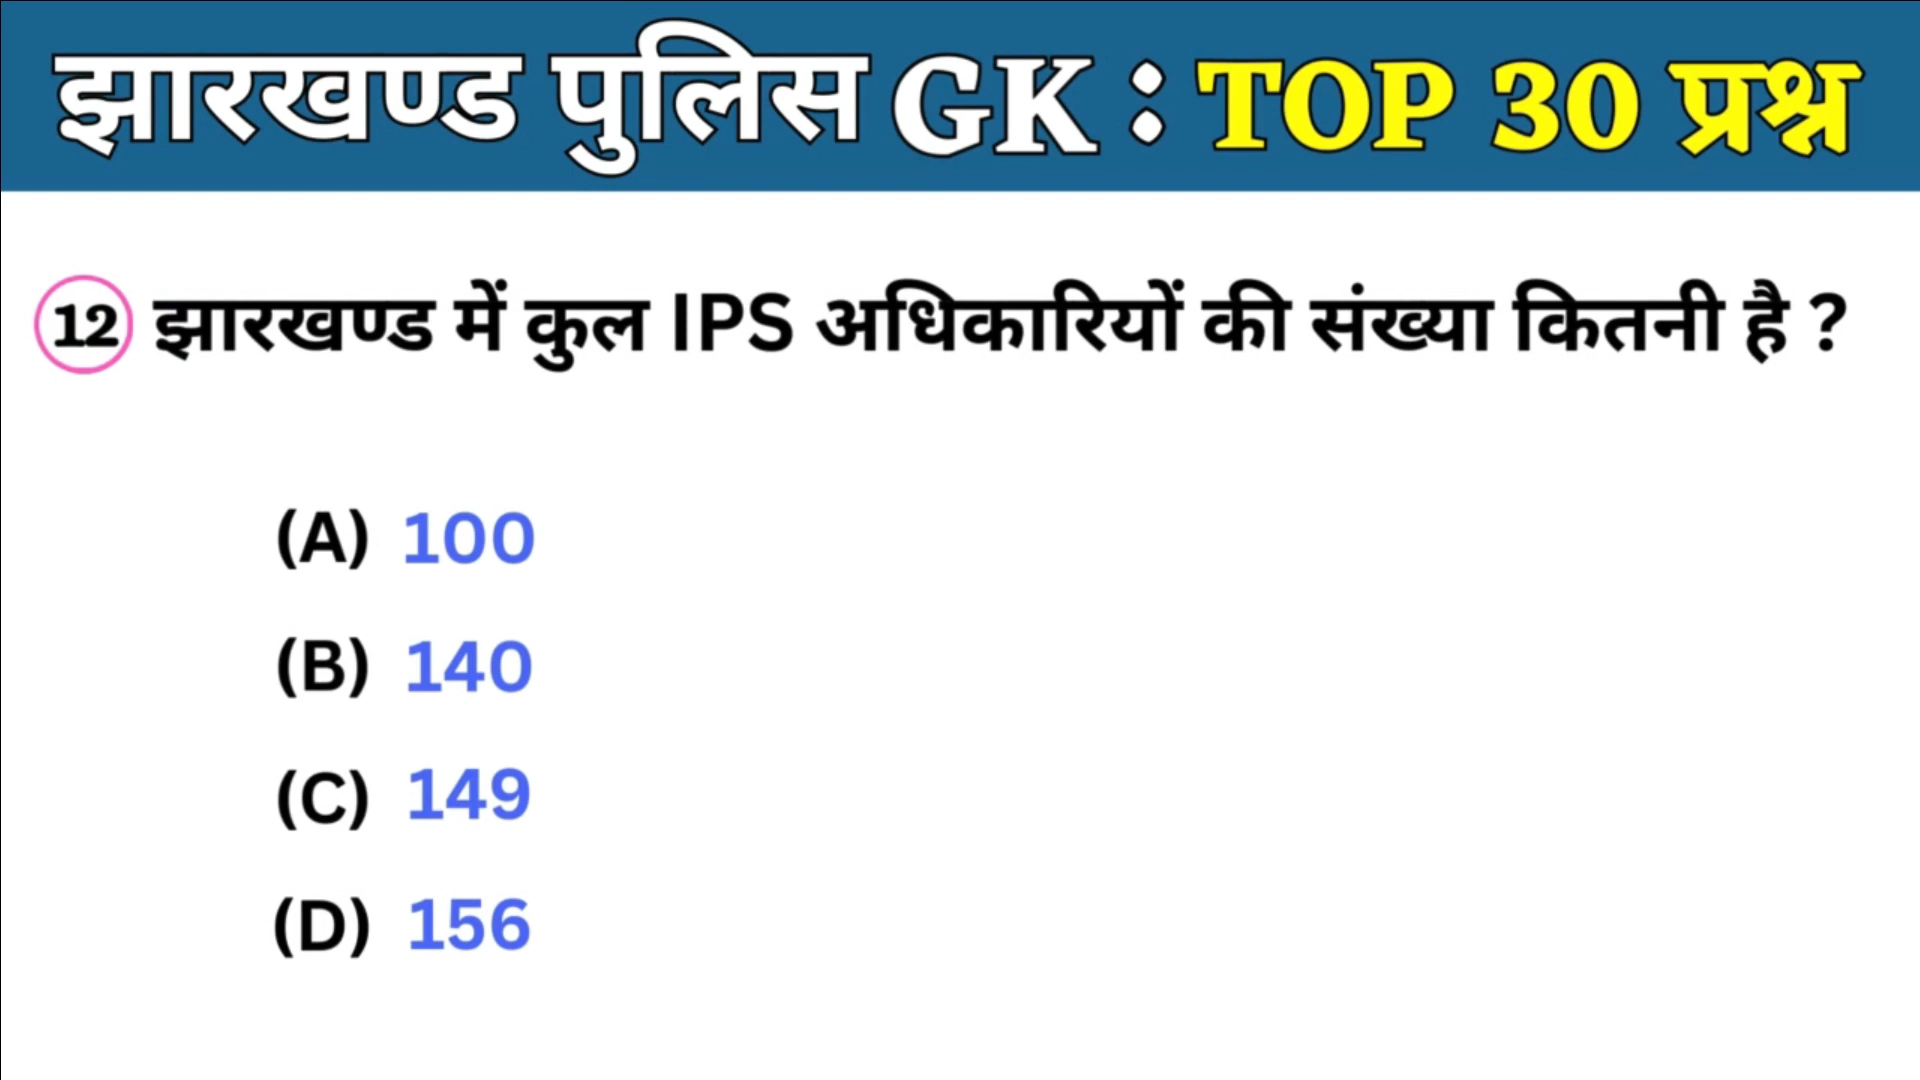 झारखण्ड पुलिस GK : TOP 30 प्रश्न
12 झारखण्ड में कुल IPS अधिकारियों की संख्या कितनी है ?
(A) 100
(B) 140
(C) 149
(D) 156